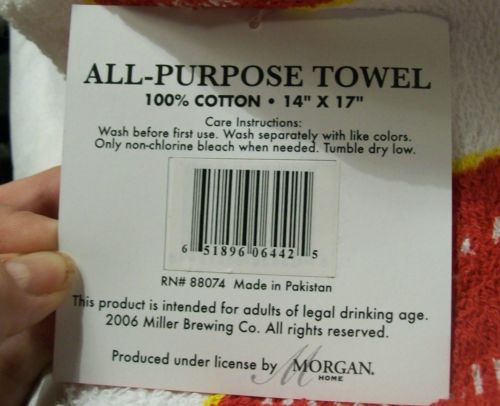 ALL-PURPOSE TOWEL
100% COTTON • 14" X 17"
Care Instructions:
Wash before first use. Wash separately with like colors.
Only non-chlorine bleach when needed. Tumble dry low.
6 51896 06442 5
RN# 88074 Made in Pakistan
This product is intended for adults of legal drinking age.
2006 Miller Brewing Co. All rights reserved.
Produced under license by M MORGAN.
HOME